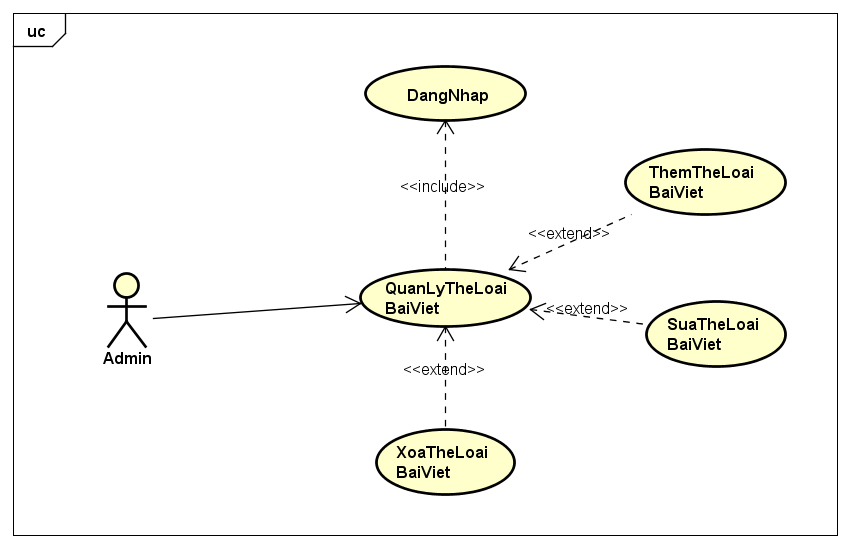 uc
DangNhap
<<include>>
ThemTheLoai
BaiViet
<<extend>>
QuanLyTheLoai
BaiViet
<<extend>>
SuaTheLoai
BaiViet
Admin
<<extend>>
XoaTheLoai
BaiViet